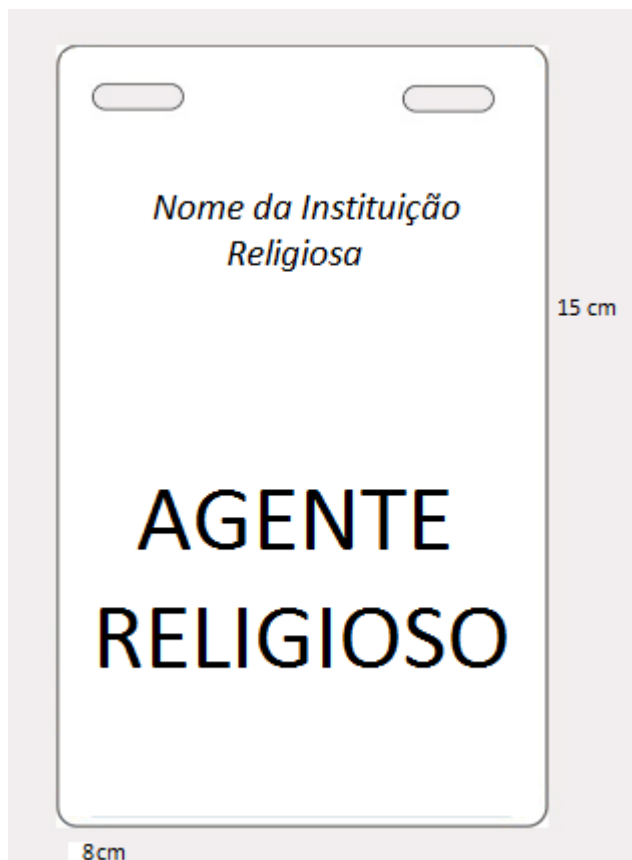 Nome da Instituição
Religiosa
15 cm
AGENTE
RELIGIOSO
8cm